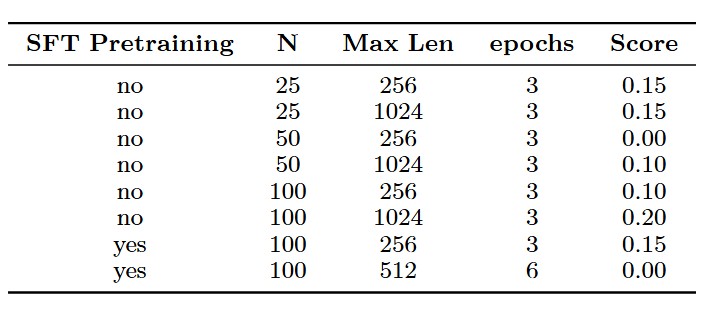 SFT Pretraining N Max Len epochs Score
no 25 256 3 0.15
no 25 1024 3 0.15
no 50 256 3 0.00
no 50 1024 3 0.10
no 100 256 3 0.10
no 100 1024 3 0.20
yes 100 256 3 0.15
yes 100 512 6 0.00